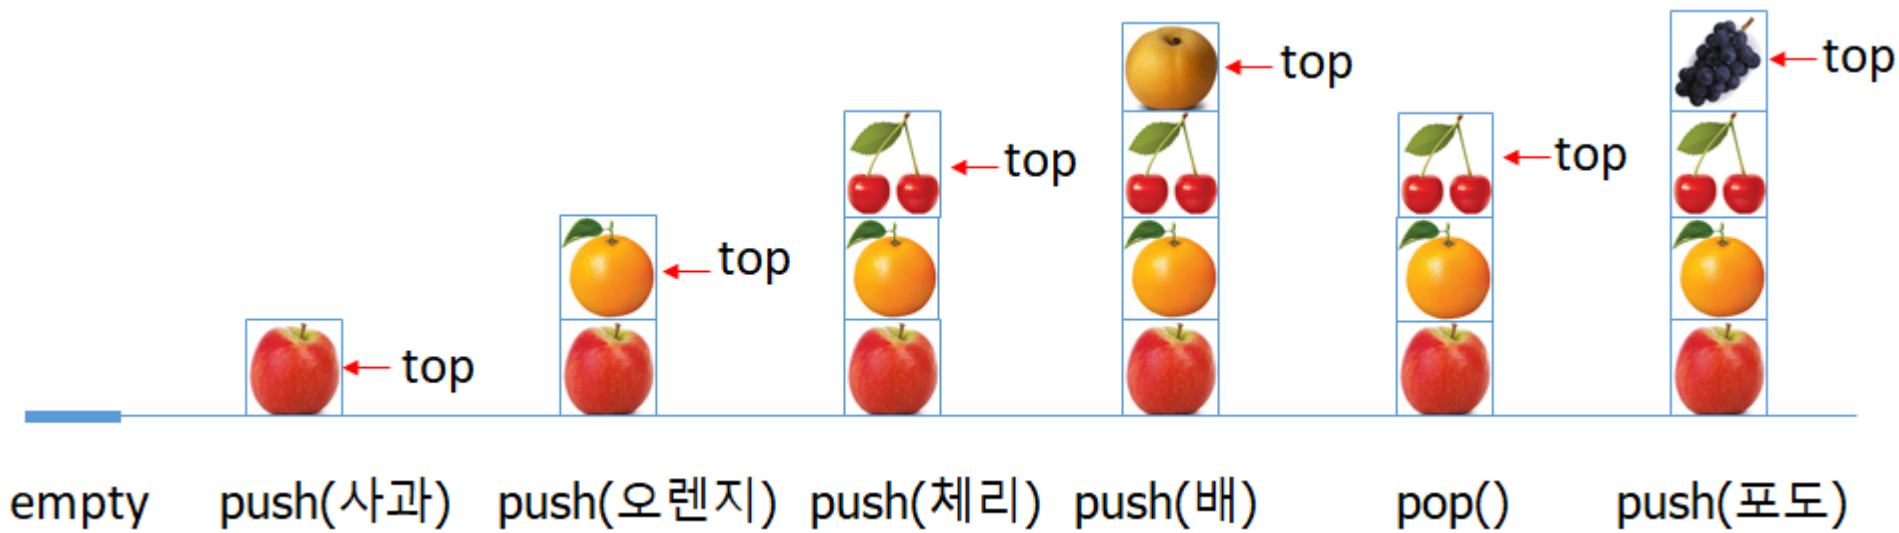 top
top
top
top
top
top
empty
push(사과)
push(오렌지)
push(체리)
push(배)
pop()
push(포도)